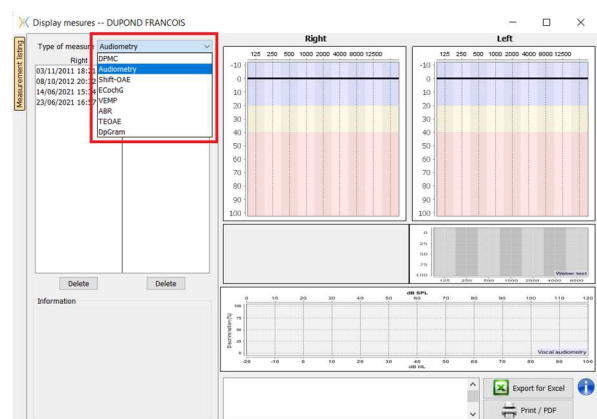 Display mesures -- DUPOND FRANCOIS
Measurement listing
Type of measure Audiometry
Right
DPMC
Audiometry
Shift-OAE
ECochG
VEMP
ABR
TEOAE
DpGram
03/11/2011 18:21
08/10/2012 20:
14/06/2021 15:
23/06/2021 16:
Delete Delete
Information
Right
125 250 500 1000 2000 4000 8000 12500
-10
0
10
20
30
40
50
60
70
80
90
100
Left
125 250 500 1000 2000 4000 8000 12500
-10
0
10
20
30
40
50
60
70
80
90
100
0
25
50
75
100
Weber test
125 250 500 1000 2000 4000 8000
dB SPL
0 10 20 30 40 50 60 70 80 90 100 110 120
Discrimination(%)
100
75
50
25
0
Vocal audiometry
-20 -10 0 10 20 30 40 50 60 70 80 90 100
dB HL
Export for Excel
Print / PDF